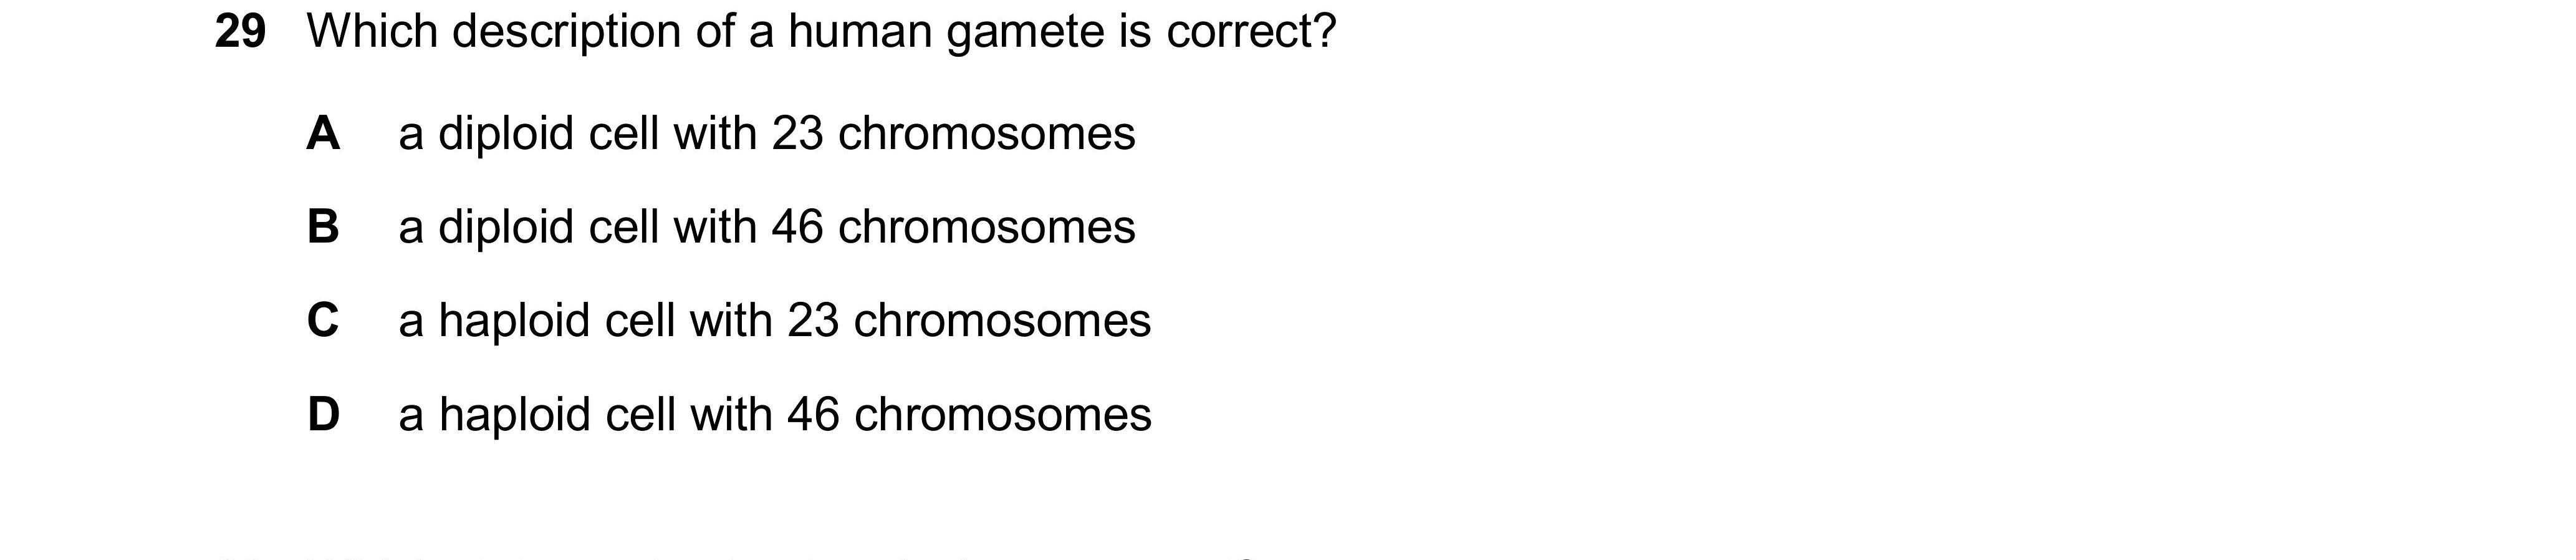 29 Which description of a human gamete is correct?
A a diploid cell with 23 chromosomes
B a diploid cell with 46 chromosomes
C a haploid cell with 23 chromosomes
D a haploid cell with 46 chromosomes